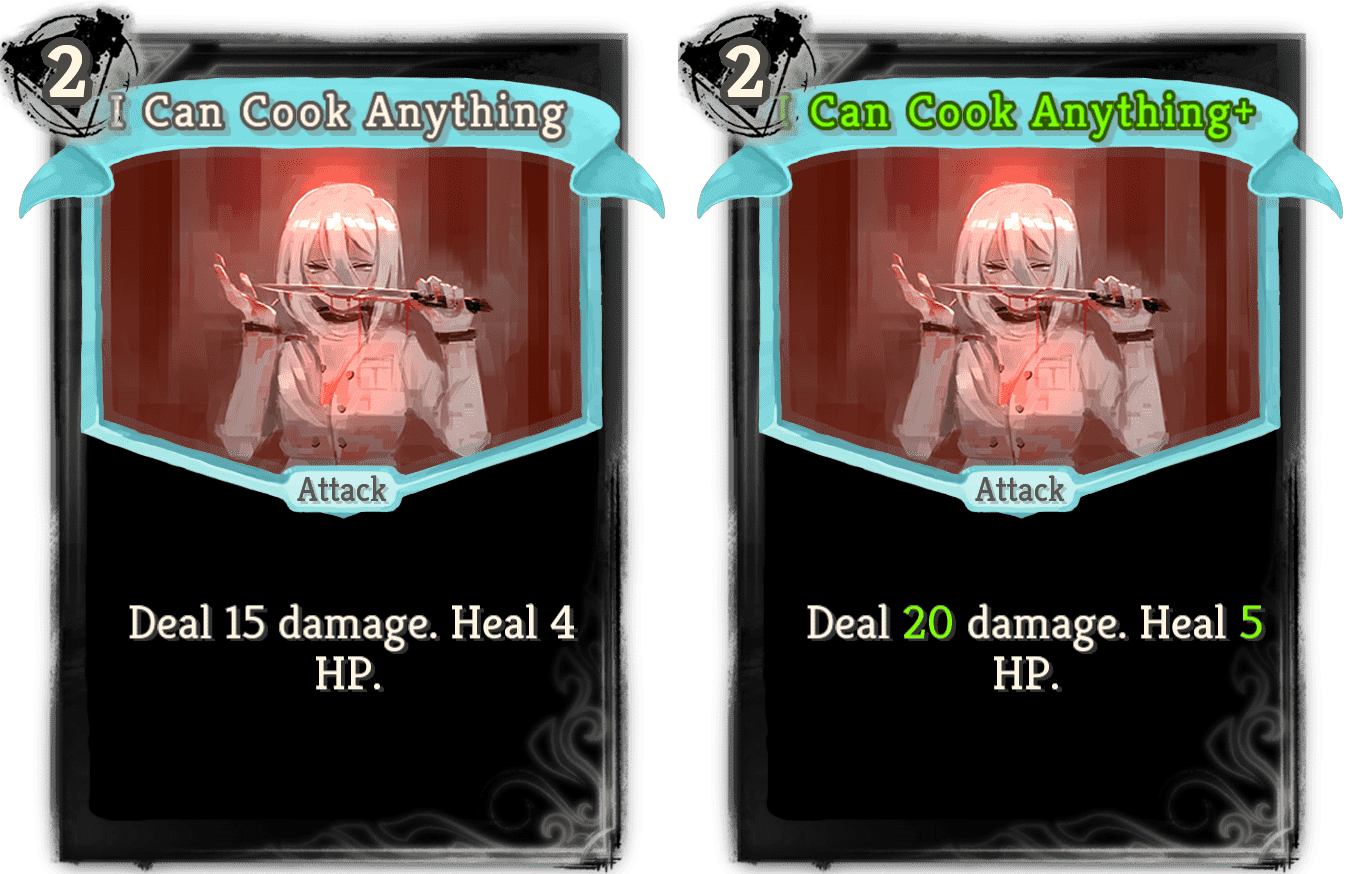 2
I Can Cook Anything
Attack
Deal 15 damage. Heal 4
HP.
2
I Can Cook Anything+
Attack
Deal 20 damage. Heal 5
HP.